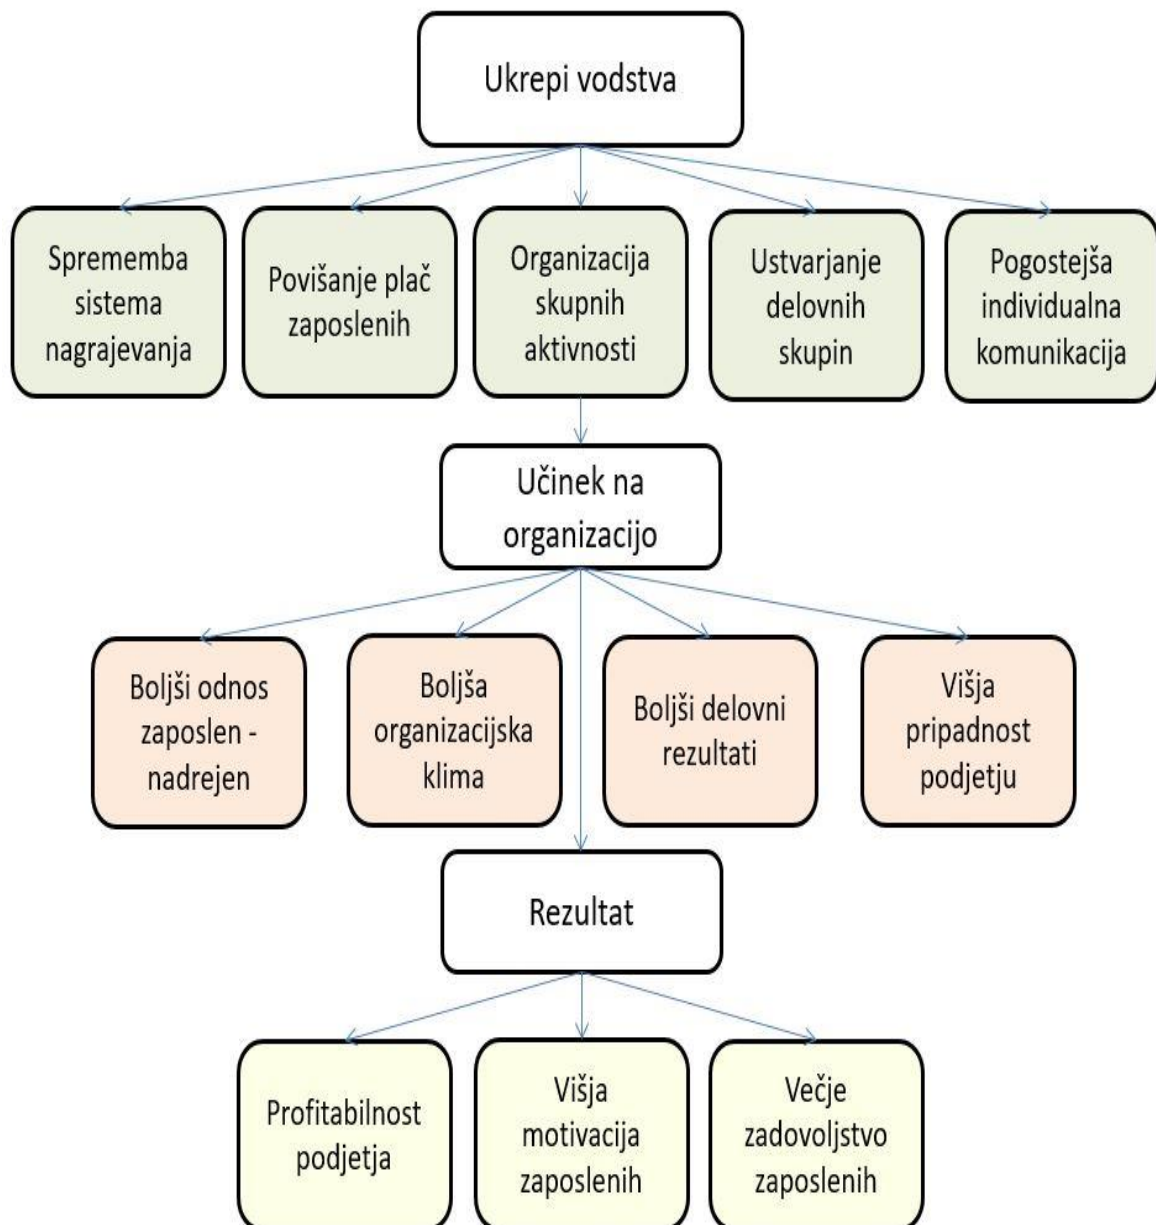 Ukrepi vodstva
Sprememba
sistema
nagrajevanja
Povišanje plač
zaposlenih
Organizacija
skupnih
aktivnosti
Ustvarjanje
delovnih
skupin
Pogostejša
individualna
komunikacija
Učinek na
organizacijo
Boljši odnos
zaposlen -
nadrejen
Boljša
organizacijska
klima
Boljši delovni
rezultati
Višja
pripadnost
podjetju
Rezultat
Profitabilnost
podjetja
Višja
motivacija
zaposlenih
Večje
zadovoljstvo
zaposlenih